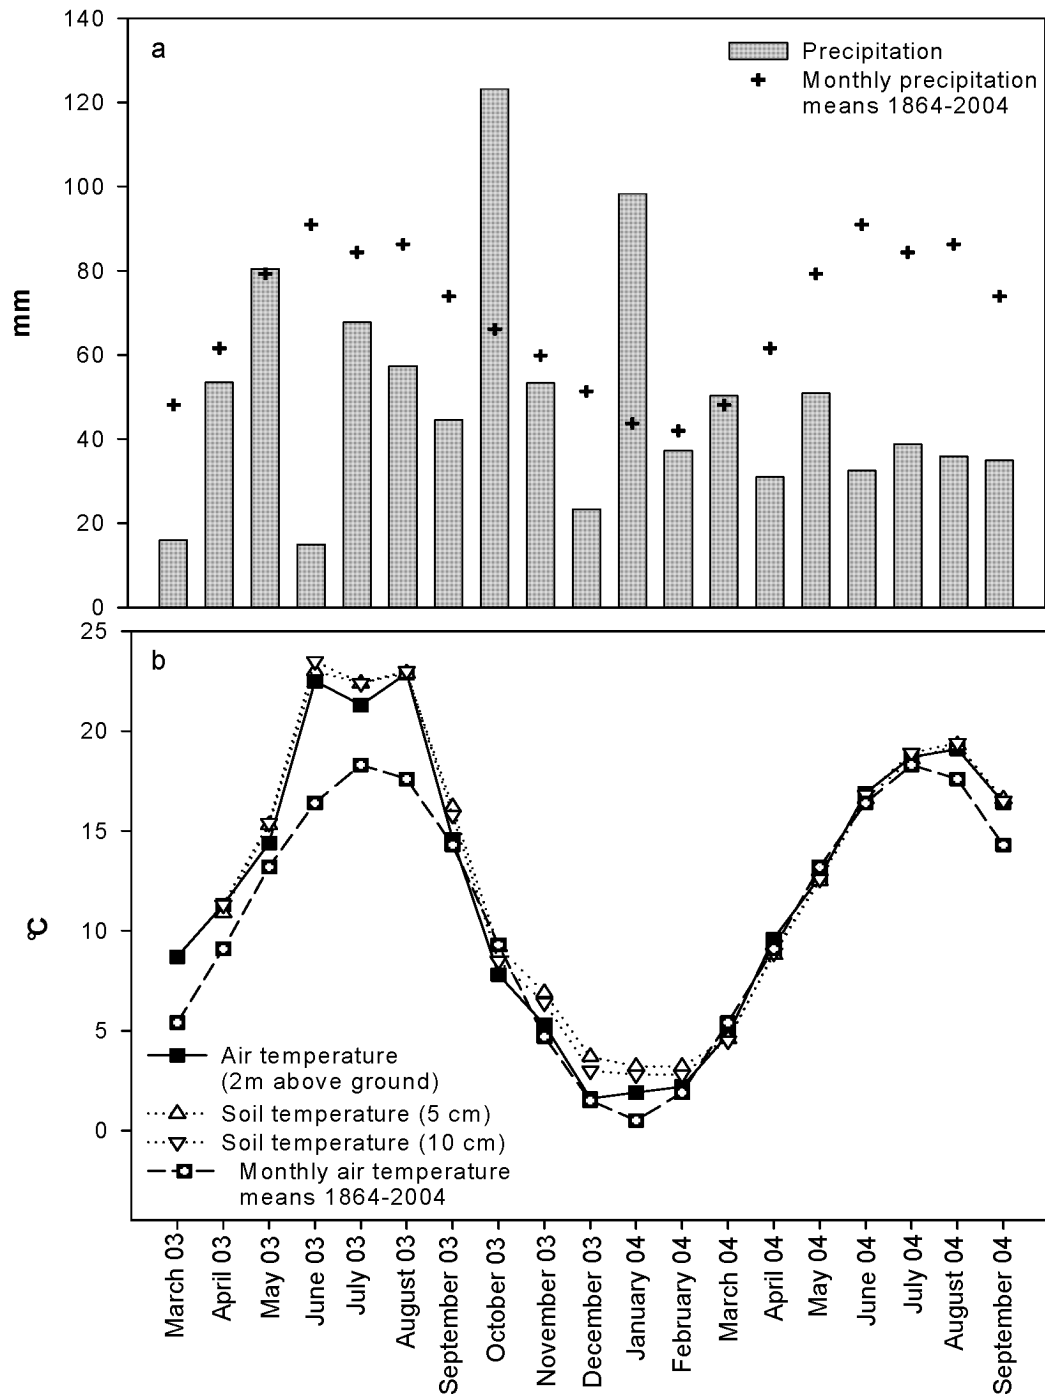 140
120
100
80
60
40
20
0
mm
a
Precipitation
Monthly precipitation
means 1864-2004
25
20
15
10
5
0
°C
b
Air temperature
(2m above ground)
Soil temperature (5 cm)
Soil temperature (10 cm)
Monthly air temperature
means 1864-2004
March 03
April 03
May 03
June 03
July 03
August 03
September 03
October 03
November 03
December 03
January 04
February 04
March 04
April 04
May 04
June 04
July 04
August 04
September 04